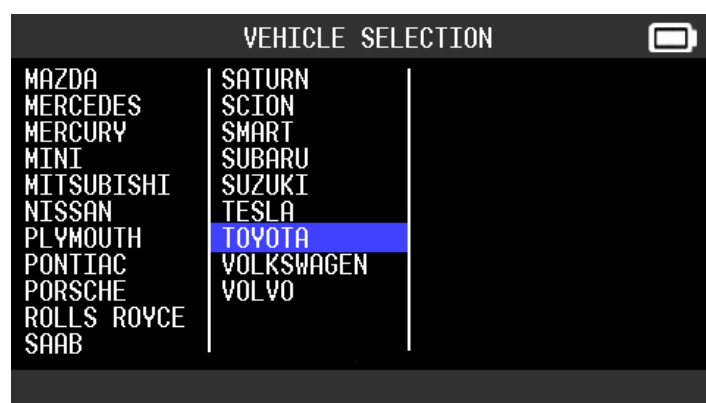 VEHICLE SELECTION
MAZDA
MERCEDES
MERCURY
MINI
MITSUBISHI
NISSAN
PLYMOUTH
PONTIAC
PORSCHE
ROLLS ROYCE
SAAB
SATURN
SCION
SMART
SUBARU
SUZUKI
TESLA
TOYOTA
VOLKSWAGEN
VOLVO